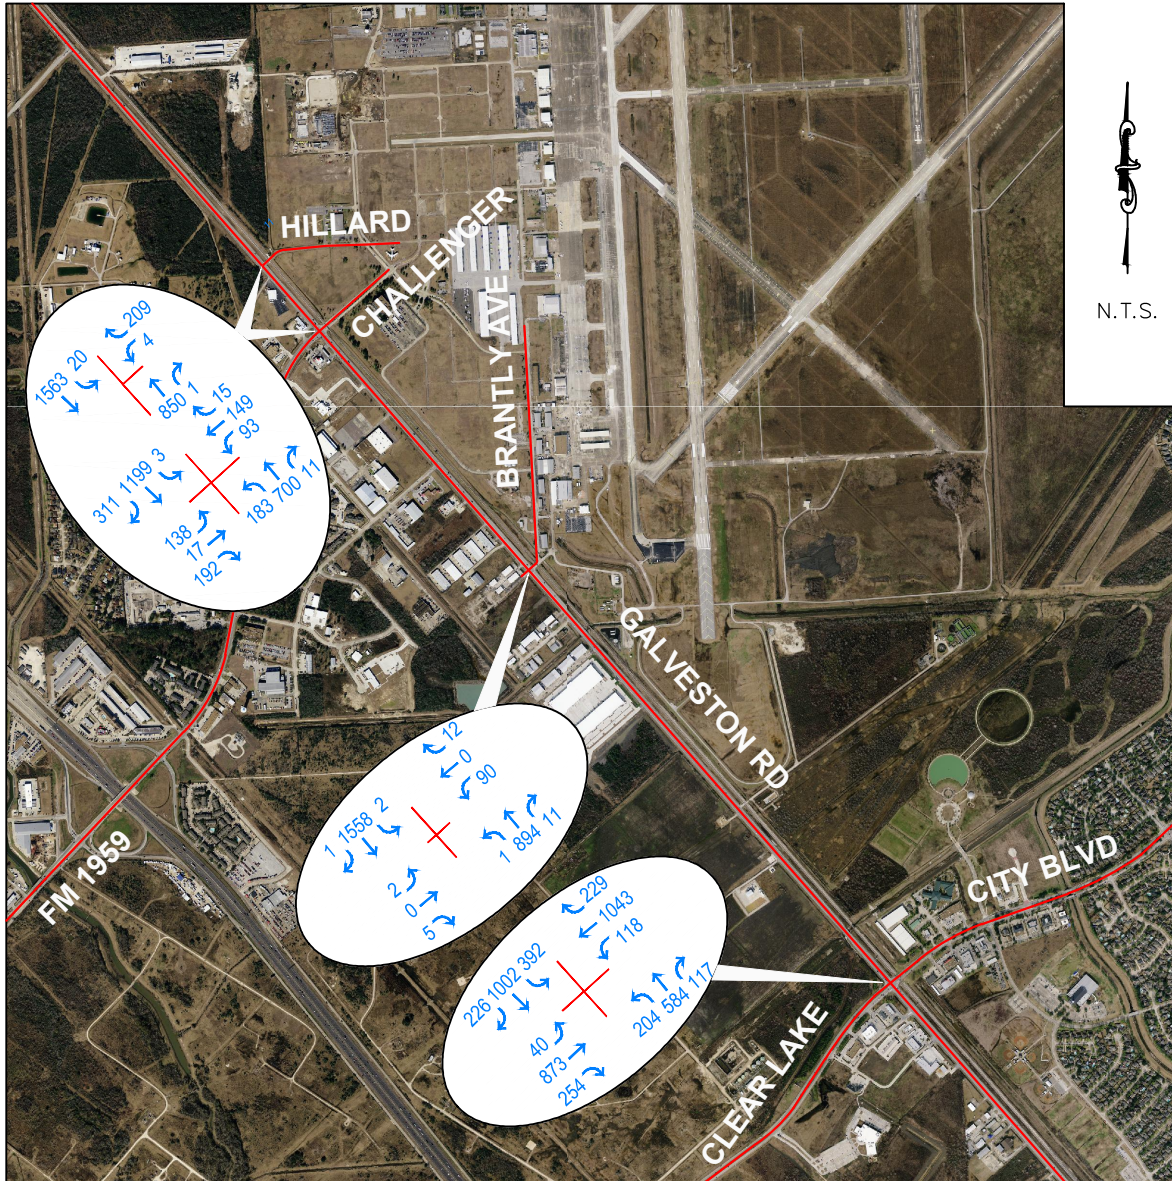 N.T.S.
HILLARD
CHALLENGER
BRANTLY AVE
209
4
1563 20
850 1
15
149
93
311 1199 3
183 700 11
138
17
192
GALVESTON RD
12
0
90
1 1558 2
1 894 11
2
0
5
FM 1959
CITY BLVD
229
1043
118
226 1002 392
204 584 117
40
873
254
CLEAR LAKE